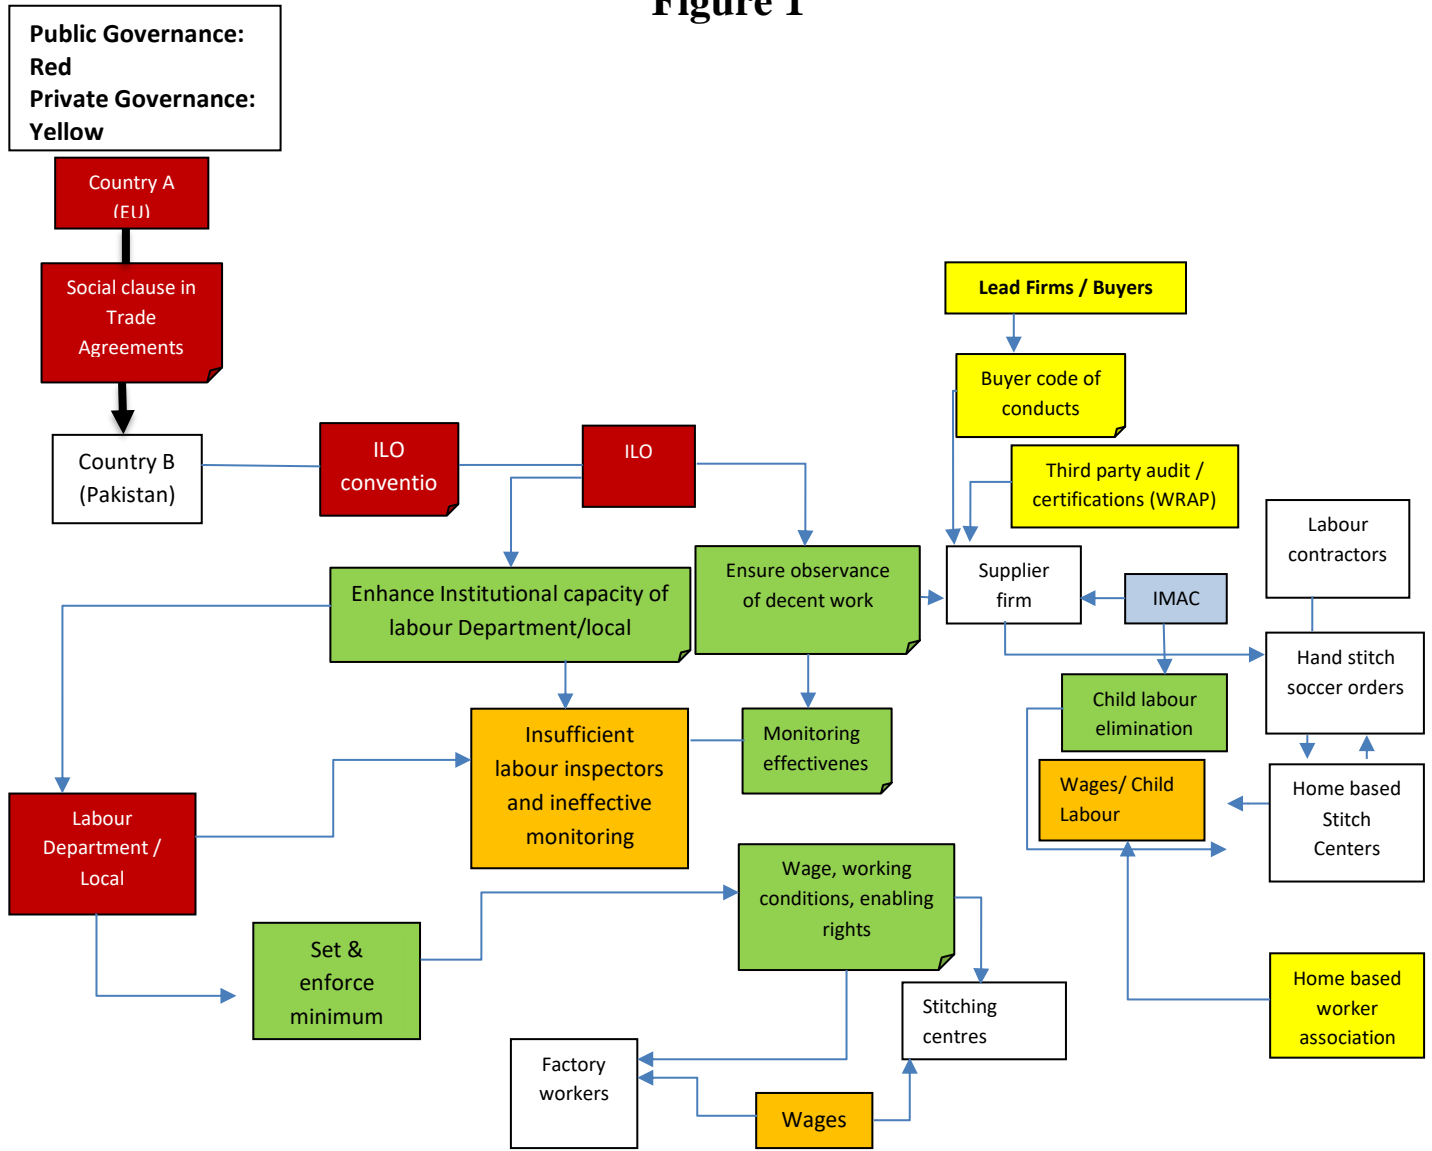 Figure 1
Public Governance:
Red
Private Governance:
Yellow
Country A
(EU)
Social clause in
Trade
Agreements
Country B
(Pakistan)
ILO
conventio
ILO
Lead Firms / Buyers
Buyer code of
conducts
Third party audit /
certifications (WRAP)
Labour
contractors
Enhance Institutional capacity of
labour Department/local
Ensure observance
of decent work
Supplier
firm
IMAC
Hand stitch
soccer orders
Child labour
elimination
Insufficient
labour inspectors
and ineffective
monitoring
Monitoring
effectivenes
Wages/ Child
Labour
Home based
Stitch
Centers
Labour
Department /
Local
Wage, working
conditions, enabling
rights
Set &
enforce
minimum
Stitching
centres
Home based
worker
association
Factory
workers
Wages